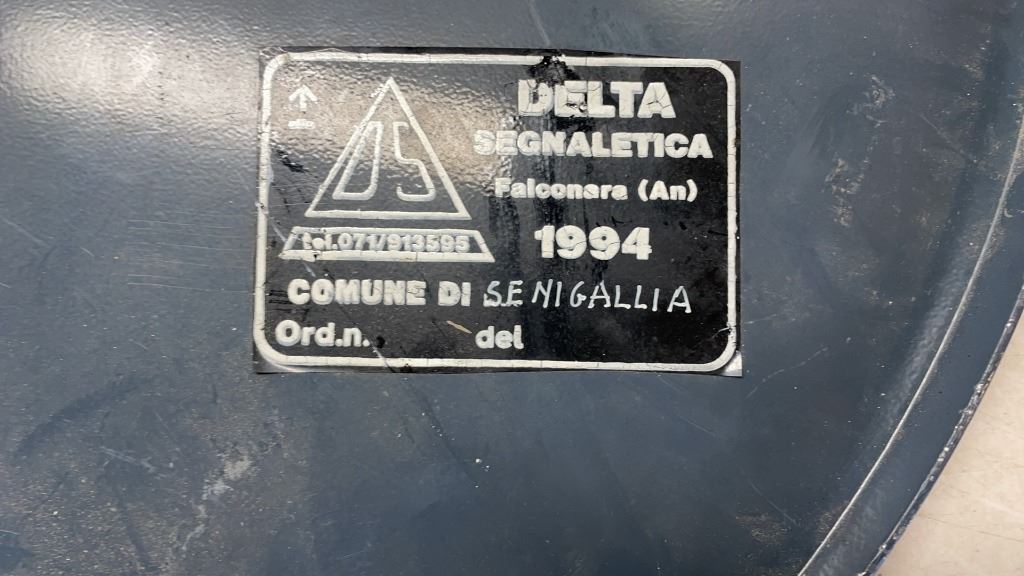 DELTA
SEGNALETICA
Falconara (An)
1994
DS
tel.071/913595
COMUNE DI SENIGALLIA
Ord.n. del